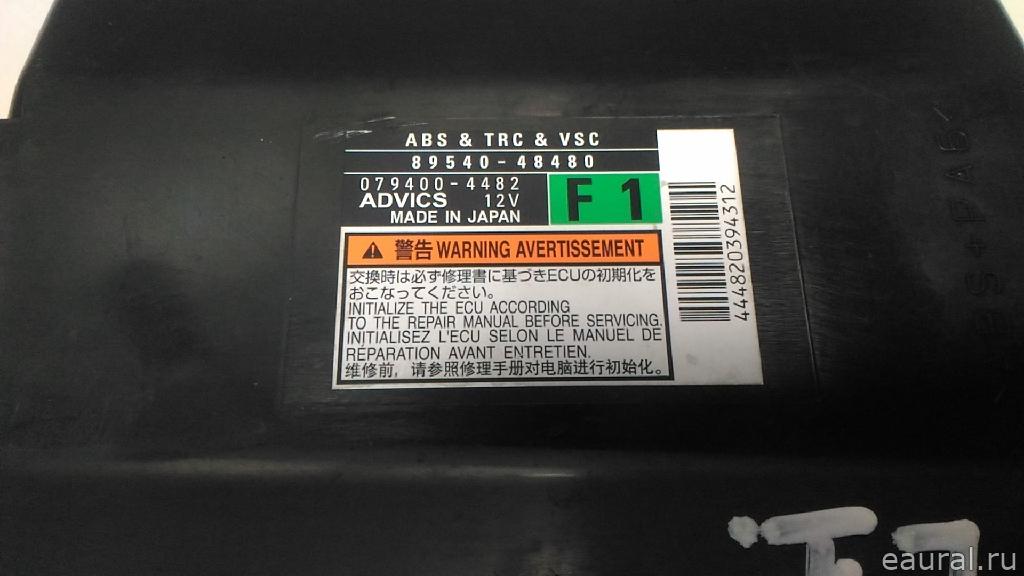 ABS & TRC & VSC
89540-48480
079400-4482
ADVICS 12V
MADE IN JAPAN
F 1
444820394312
警告 WARNING AVERTISSEMENT
交換時は必ず修理書に基づきECUの初期化を
おこなってください。
INITIALIZE THE ECU ACCORDING
TO THE REPAIR MANUAL BEFORE SERVICING.
INITIALISEZ L'ECU SELON LE MANUEL DE
RÉPARATION AVANT ENTRETIEN.
维修前，请参照修理手册对电脑进行初始化。
eaural.ru